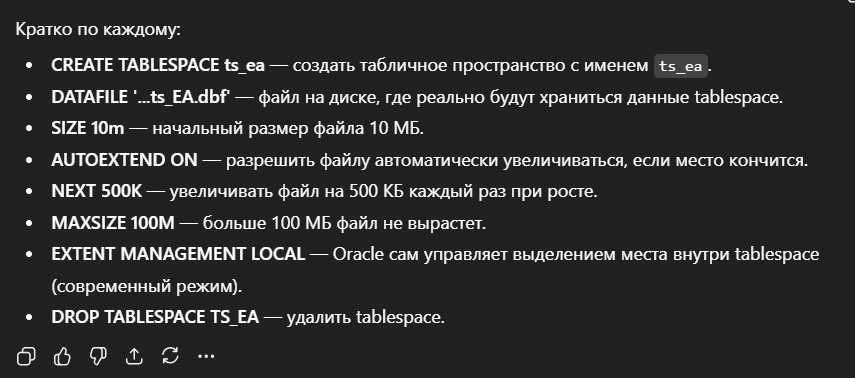 Кратко по каждому:
• CREATE TABLESPACE ts_ea — создать табличное пространство с именем ts_ea.
• DATAFILE '...ts_EA.dbf' — файл на диске, где реально будут храниться данные tablespace.
• SIZE 10m — начальный размер файла 10 МБ.
• AUTOEXTEND ON — разрешить файлу автоматически увеличиваться, если место кончится.
• NEXT 500K — увеличивать файл на 500 КБ каждый раз при росте.
• MAXSIZE 100M — больше 100 МБ файл не вырастет.
• EXTENT MANAGEMENT LOCAL — Oracle сам управляет выделением места внутри tablespace
(современный режим).
• DROP TABLESPACE TS_EA — удалить tablespace.